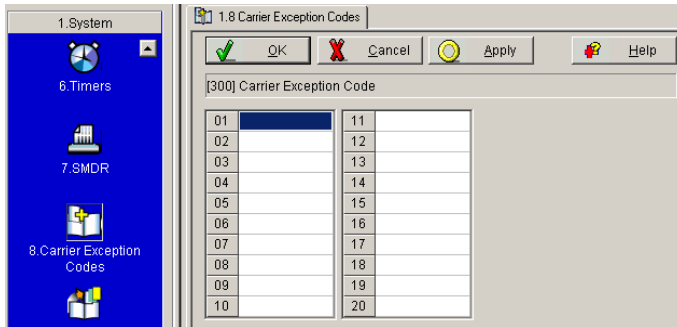 1.System
6.Timers
7.SMDR
8.Carrier Exception
Codes
1.8 Carrier Exception Codes
OK Cancel Apply Help
[300] Carrier Exception Code
01 11
02 12
03 13
04 14
05 15
06 16
07 17
08 18
09 19
10 20